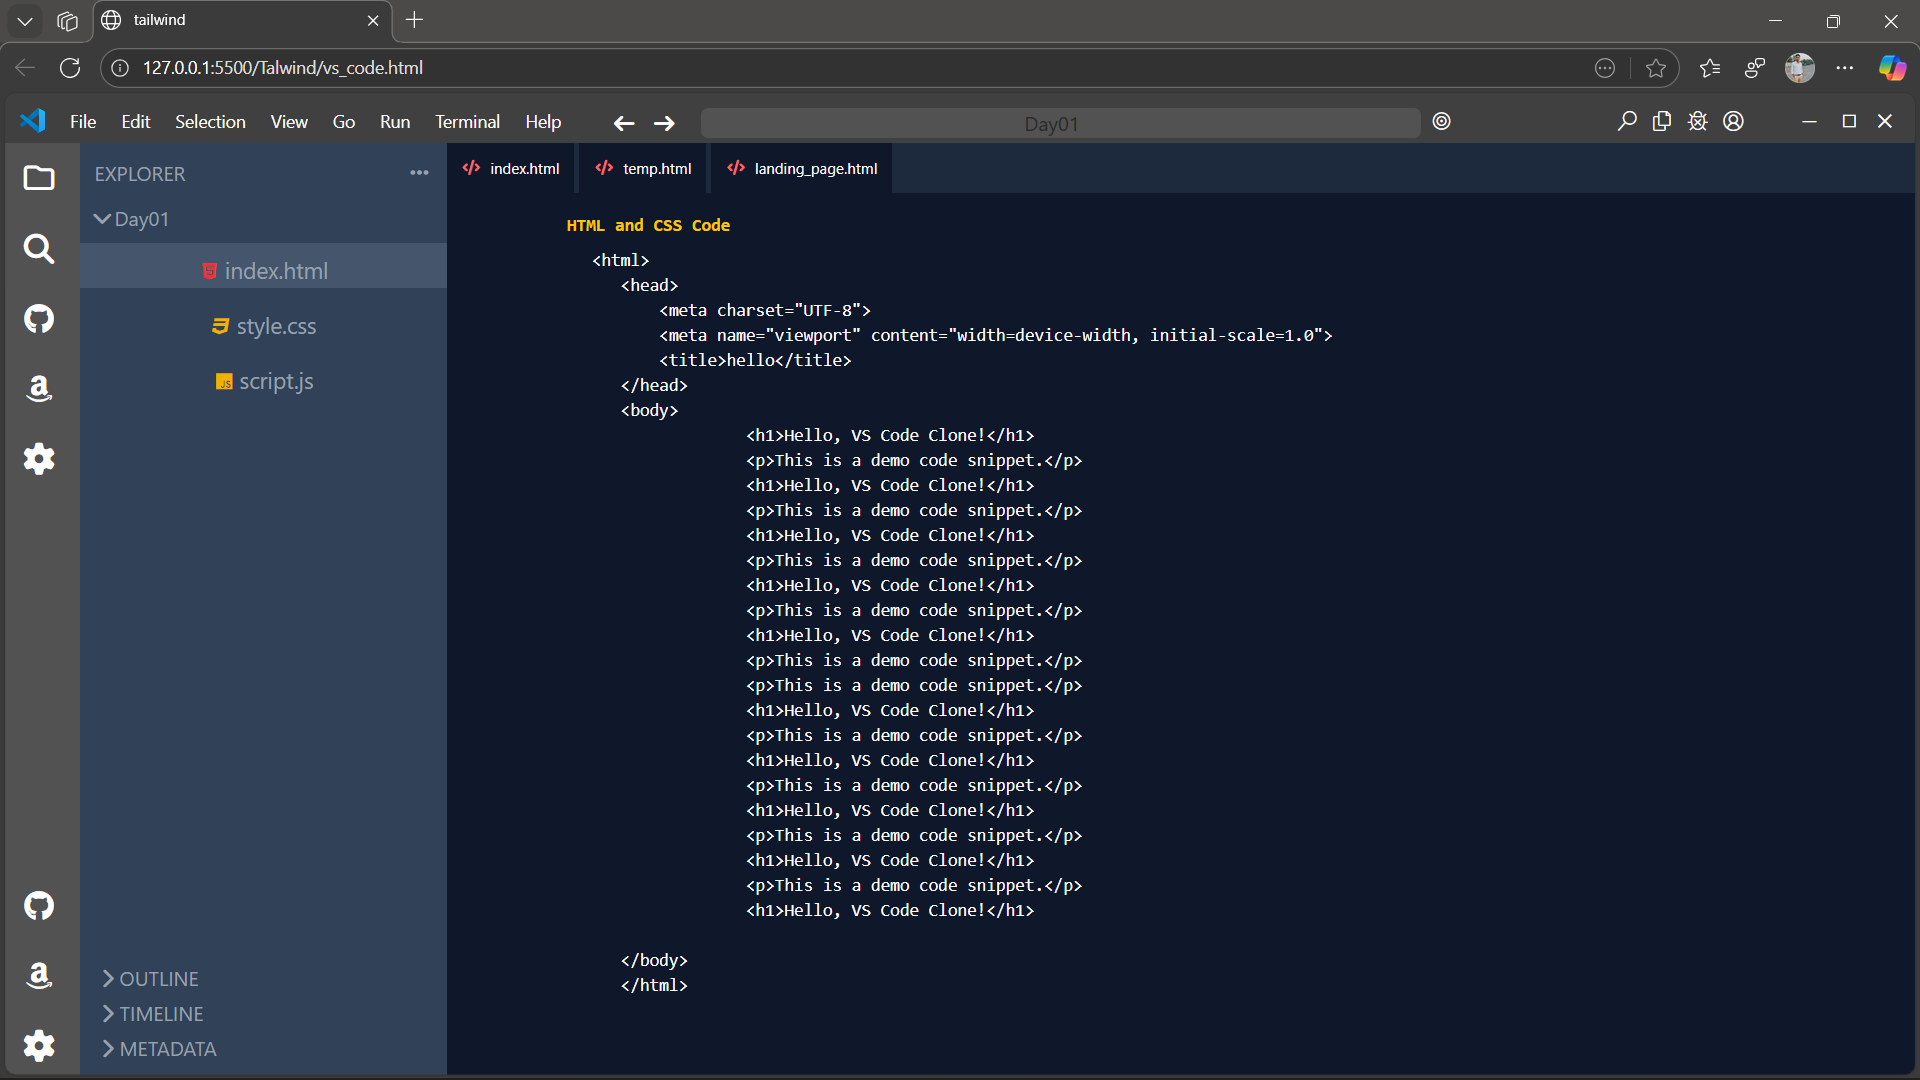 tailwind
127.0.0.1:5500/Talwind/vs_code.html
File Edit Selection View Go Run Terminal Help
Day01
EXPLORER
Day01
index.html
style.css
script.js
OUTLINE
TIMELINE
METADATA
index.html temp.html landing_page.html
HTML and CSS Code
<html>
<head>
<meta charset="UTF-8">
<meta name="viewport" content="width=device-width, initial-scale=1.0">
<title>hello</title>
</head>
<body>
<h1>Hello, VS Code Clone!</h1>
<p>This is a demo code snippet.</p>
<h1>Hello, VS Code Clone!</h1>
<p>This is a demo code snippet.</p>
<h1>Hello, VS Code Clone!</h1>
<p>This is a demo code snippet.</p>
<h1>Hello, VS Code Clone!</h1>
<p>This is a demo code snippet.</p>
<h1>Hello, VS Code Clone!</h1>
<p>This is a demo code snippet.</p>
<p>This is a demo code snippet.</p>
<h1>Hello, VS Code Clone!</h1>
<p>This is a demo code snippet.</p>
<h1>Hello, VS Code Clone!</h1>
<p>This is a demo code snippet.</p>
<h1>Hello, VS Code Clone!</h1>
<p>This is a demo code snippet.</p>
<h1>Hello, VS Code Clone!</h1>
<p>This is a demo code snippet.</p>
<h1>Hello, VS Code Clone!</h1>
</body>
</html>